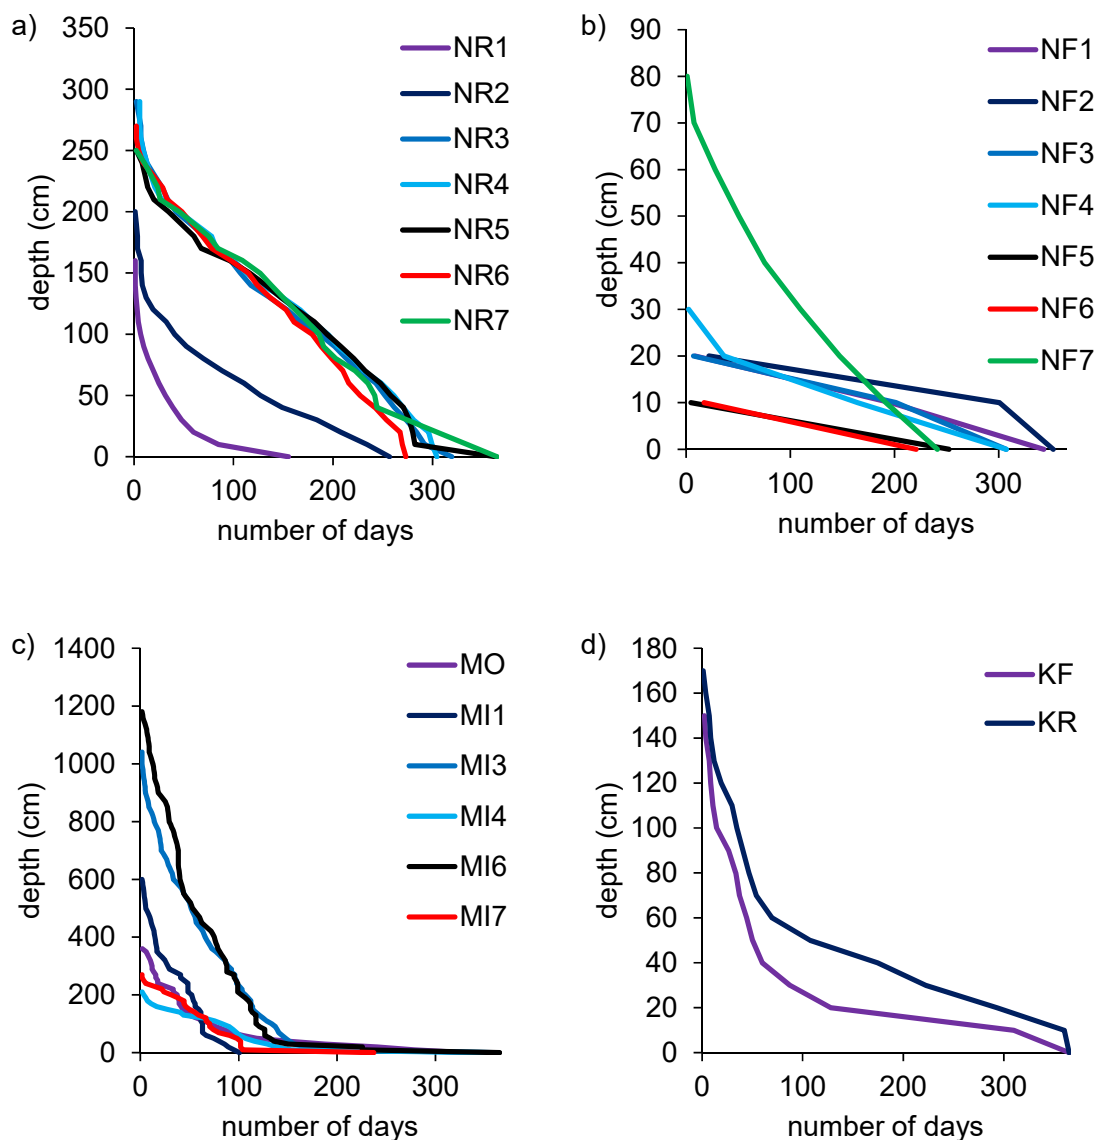 a)
350
300
250
200
150
100
50
0
depth (cm)
0 100 200 300
number of days
NR1
NR2
NR3
NR4
NR5
NR6
NR7
b)
90
80
70
60
50
40
30
20
10
0
depth (cm)
0 100 200 300
number of days
NF1
NF2
NF3
NF4
NF5
NF6
NF7
c)
1400
1200
1000
800
600
400
200
0
depth (cm)
0 100 200 300
number of days
MO
MI1
MI3
MI4
MI6
MI7
d)
180
160
140
120
100
80
60
40
20
0
depth (cm)
0 100 200 300
number of days
KF
KR